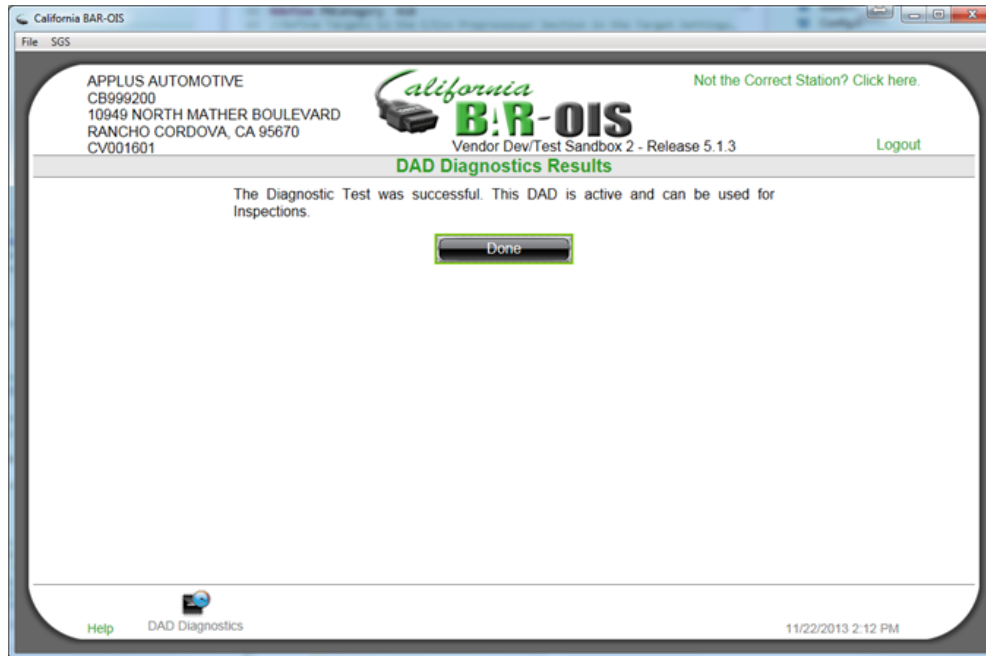 California BAR-OIS
File SGS
APPLUS AUTOMOTIVE
CB999200
10949 NORTH MATHER BOULEVARD
RANCHO CORDOVA, CA 95670
CV001601
California
BAR-OIS
Vendor Dev/Test Sandbox 2 - Release 5.1.3
Not the Correct Station? Click here.
Logout
DAD Diagnostics Results
The Diagnostic Test was successful. This DAD is active and can be used for
Inspections.
Done
Help
DAD Diagnostics
11/22/2013 2:12 PM